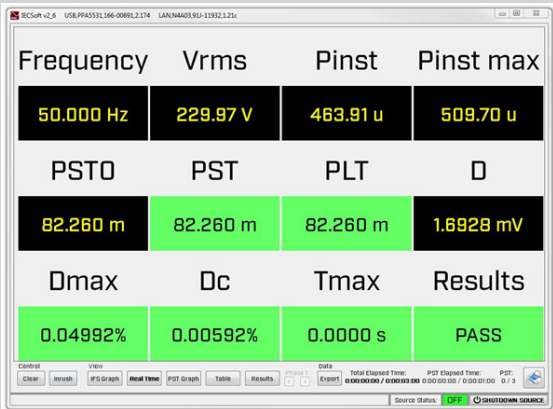 IECSoft v2_6 USB,PPA5531,166-00691,2.174 LAN,N4A03,91J-11932,1.21c
Frequency Vrms Pinst Pinst max
50.000 Hz 229.97 V 463.91 u 509.70 u
PST0 PST PLT D
82.260 m 82.260 m 82.260 m 1.6928 mV
Dmax Dc Tmax Results
0.04992% 0.00592% 0.0000 s PASS
Control View Phase 1 Data Total Elapsed Time: PST Elapsed Time: PST:
Clear Inrush IFS Graph Real Time PST Graph Table Results Export 0:00:00:00 / 0:00:03:00 0:00:00:00 / 0:00:01:00 0 / 3
Source Status: OFF SHUTDOWN SOURCE